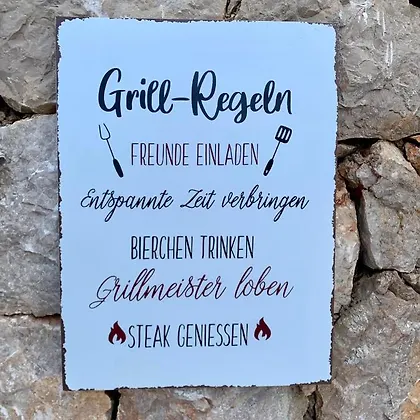 Grill-Regeln
FREUNDE EINLADEN
Entspannte Zeit verbringen
BIERCHEN TRINKEN
Grillmeister loben
STEAK GENIESSEN